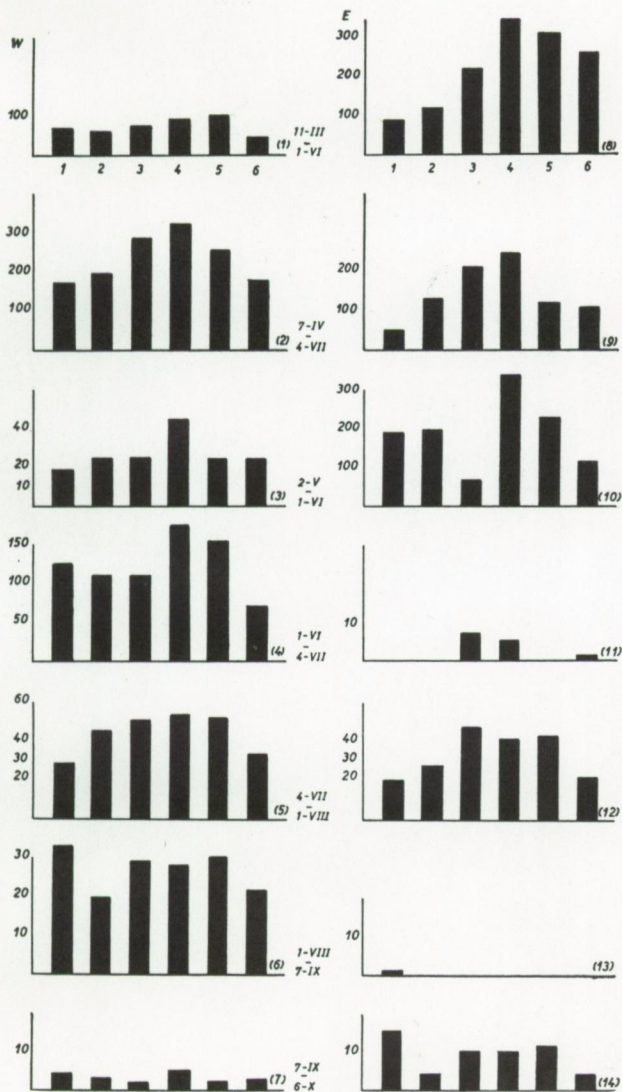 W
100
(1)
1 2 3 4 5 6
11-III
-
1-VI
E
300
200
100
(8)
1 2 3 4 5 6
300
200
100
(2)
7-IV
-
4-VII
200
100
(9)
40
20
10
(3)
2-V
-
1-VI
300
200
100
(10)
150
100
50
(4)
1-VI
-
4-VII
10
(11)
60
40
30
20
(5)
4-VII
-
1-VIII
40
30
20
(12)
30
20
10
(6)
1-VIII
-
7-IX
10
(13)
10
(7)
7-IX
-
6-X
10
(14)